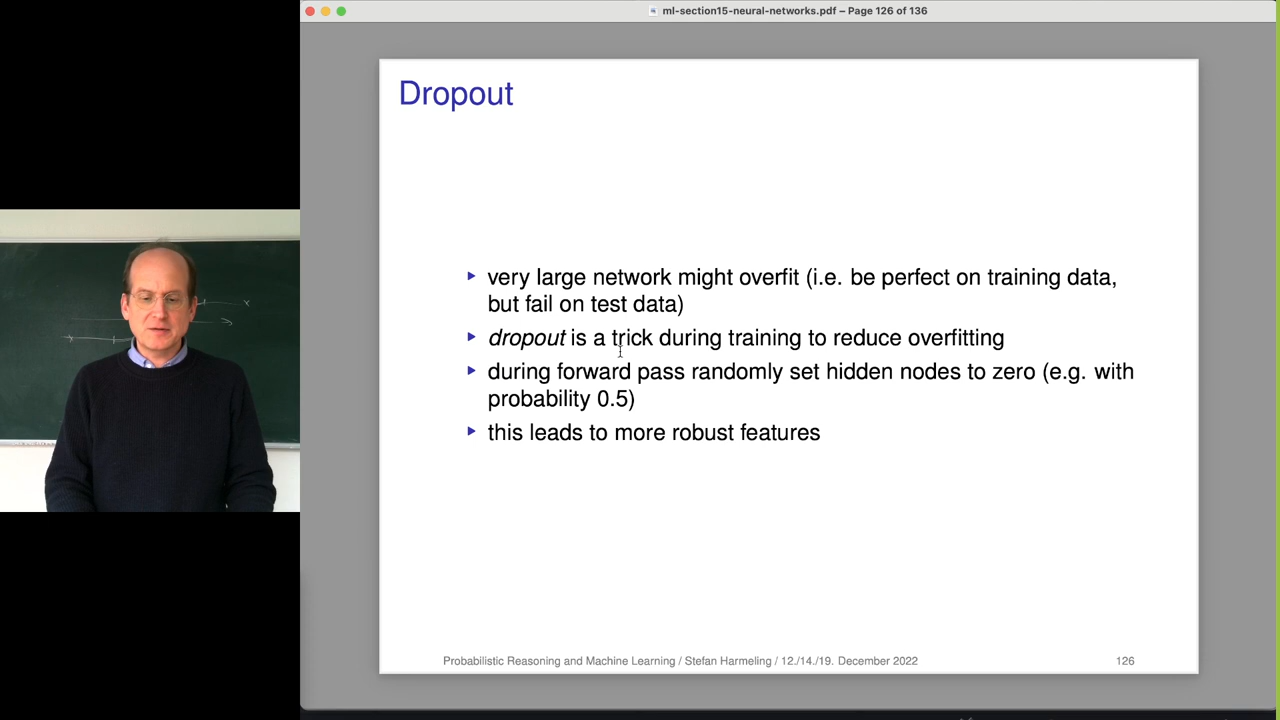 ml-section15-neural-networks.pdf – Page 126 of 136
Dropout
very large network might overfit (i.e. be perfect on training data,
but fail on test data)
dropout is a trick during training to reduce overfitting
during forward pass randomly set hidden nodes to zero (e.g. with
probability 0.5)
this leads to more robust features
Probabilistic Reasoning and Machine Learning / Stefan Harmeling / 12./14./19. December 2022
126